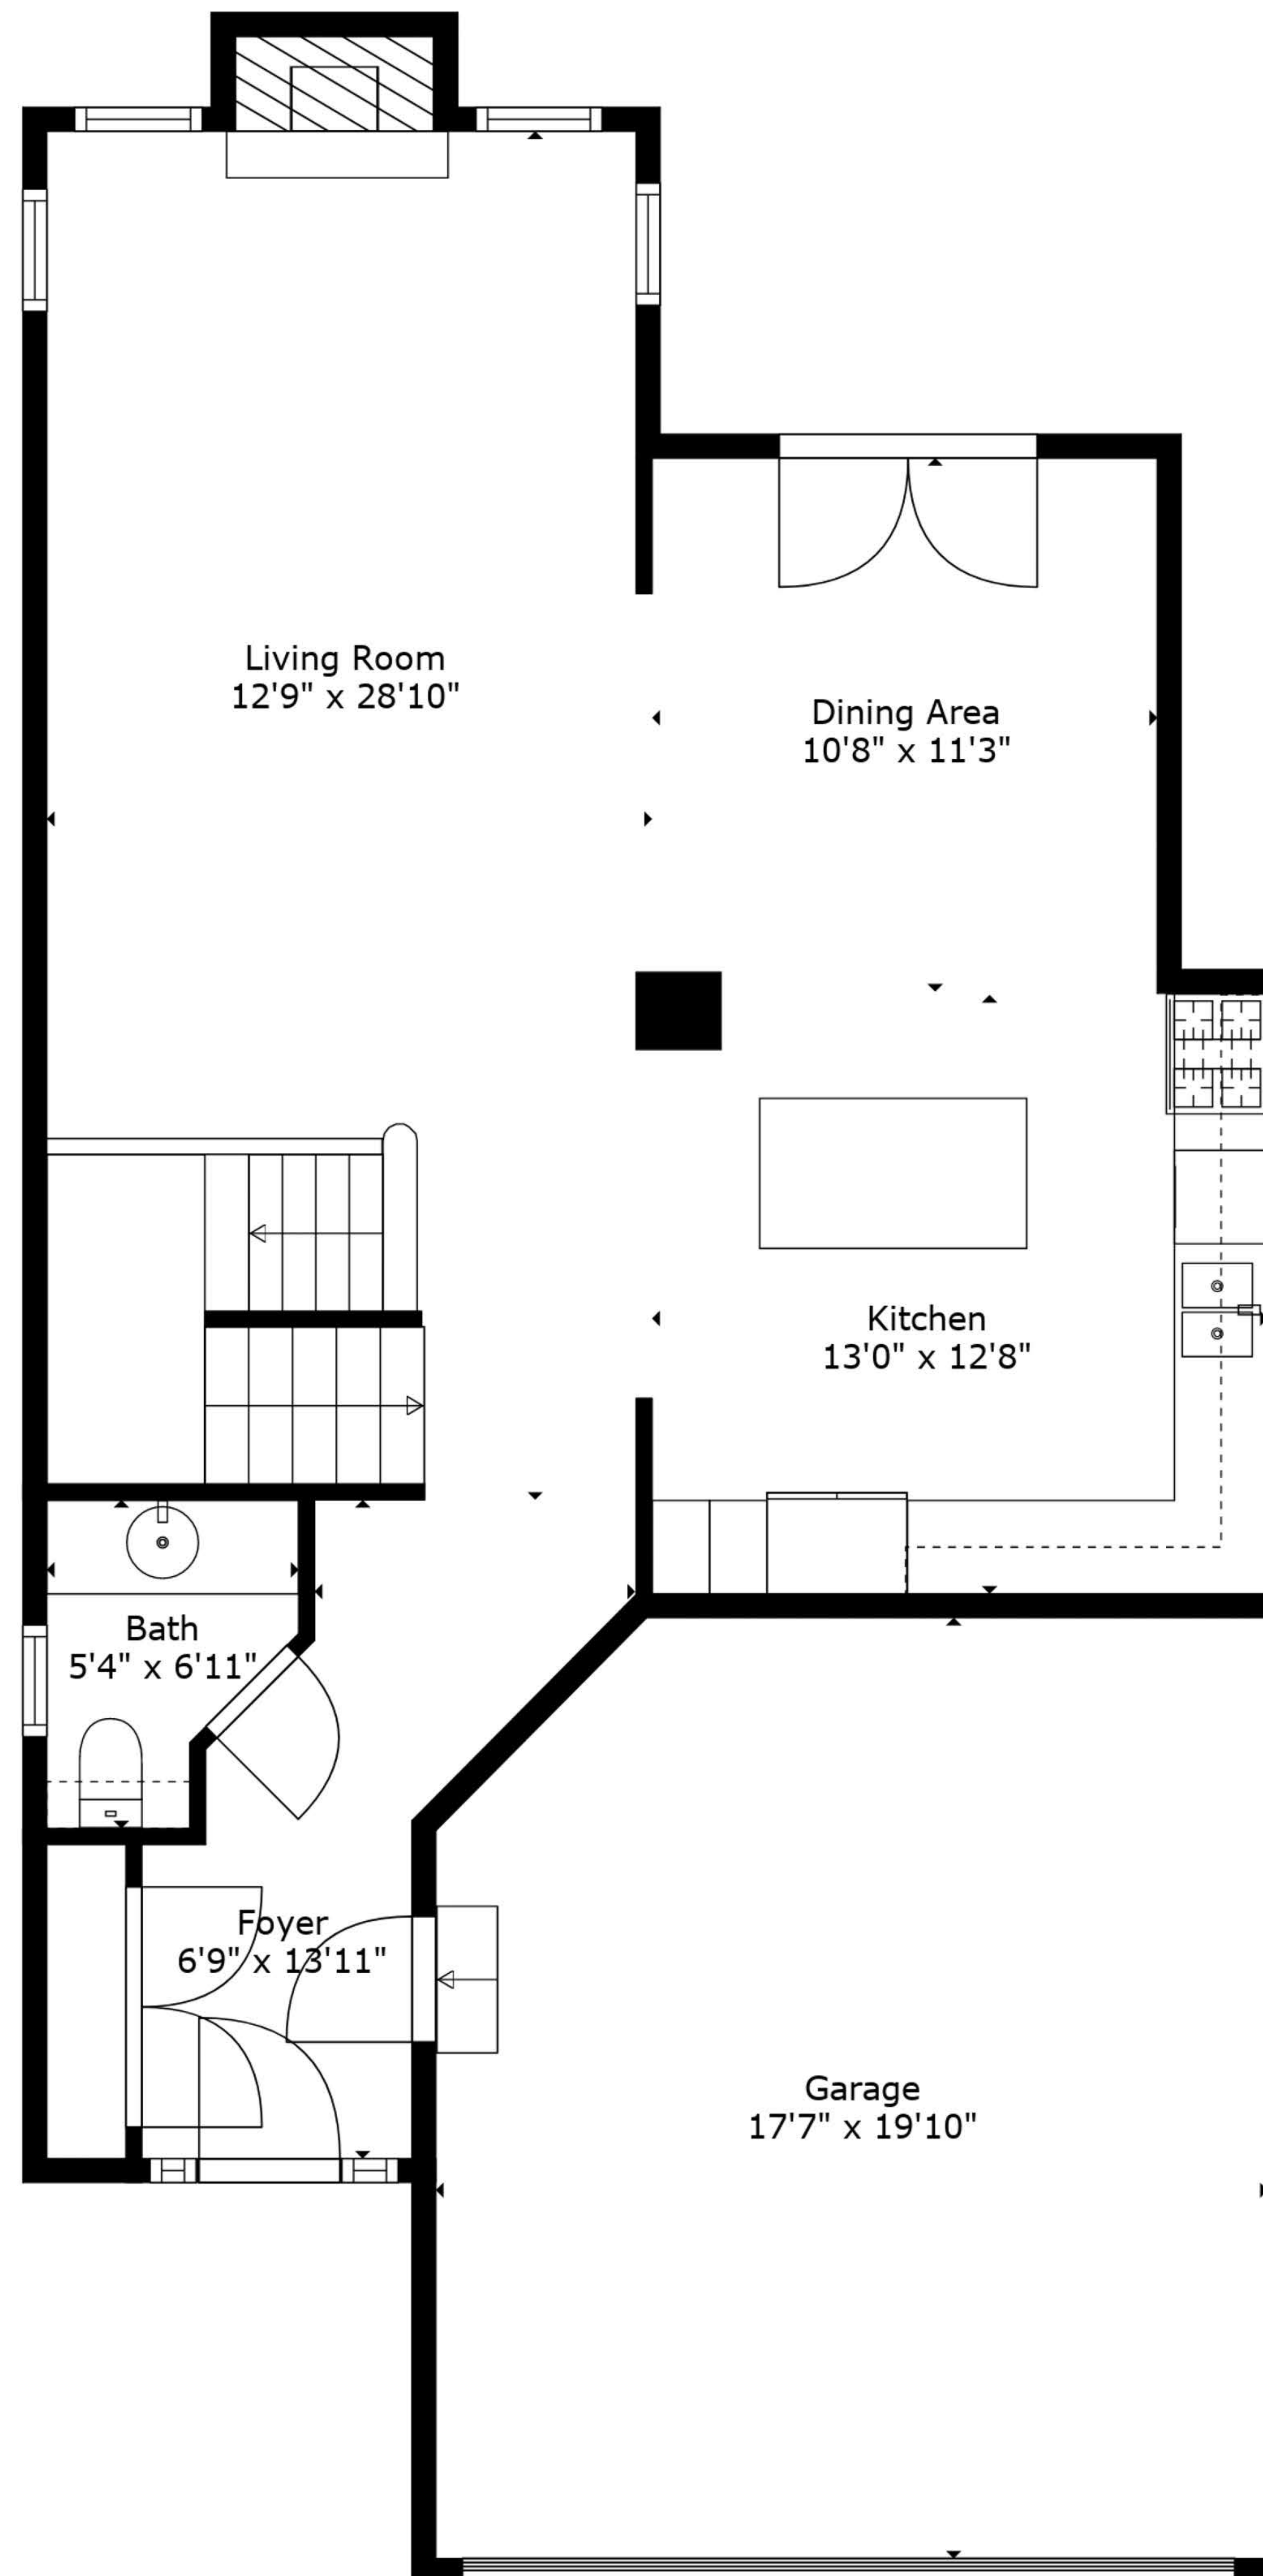 Living Room
12'9" x 28'10"
Dining Area
10'8" x 11'3"
Kitchen
13'0" x 12'8"
Bath
5'4" x 6'11"
Foyer
6'9" x 13'11"
Garage
17'7" x 19'10"